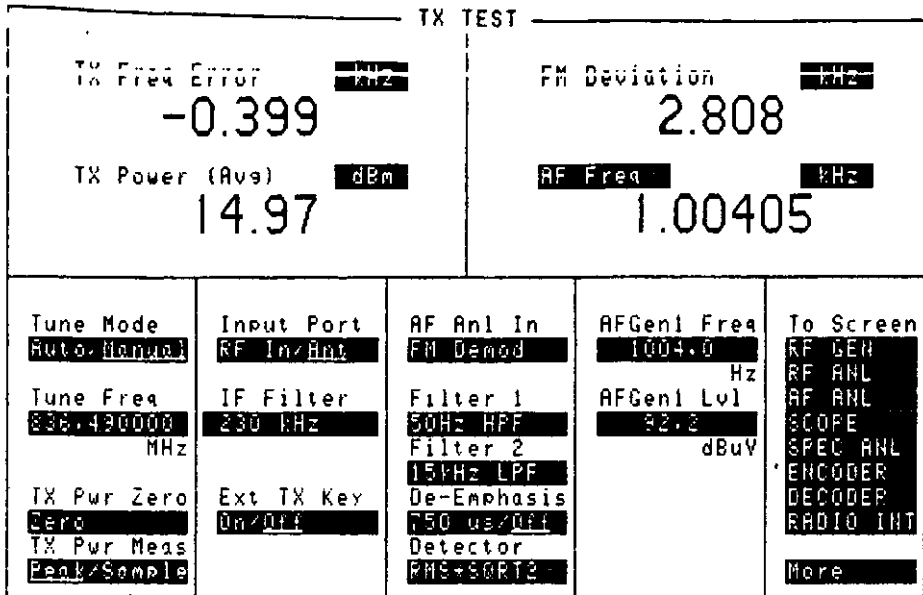 TX TEST
TX Freq Error kHz
-0.399
FM Deviation kHz
2.808
TX Power (Avg) dBm
14.97
AF Freq kHz
1.00405
Tune Mode
Auto/Manual
Tune Freq
836.490000
MHz
TX Pwr Zero
Zero
TX Pwr Meas
Peak/Sample
Input Port
RF In/Ant
IF Filter
230 kHz
Ext TX Key
On/Off
AF Anl In
FM Demod
Filter 1
50Hz HPF
Filter 2
15kHz LPF
De-Emphasis
750 us/Off
Detector
RMS*SQRT2
AFGen1 Freq
1004.0
Hz
AFGen1 Lvl
92.2
dBuV
To Screen
RF GEN
RF ANL
AF ANL
SCOPE
SPEC ANL
ENCODER
DECODER
RADIO INT
More